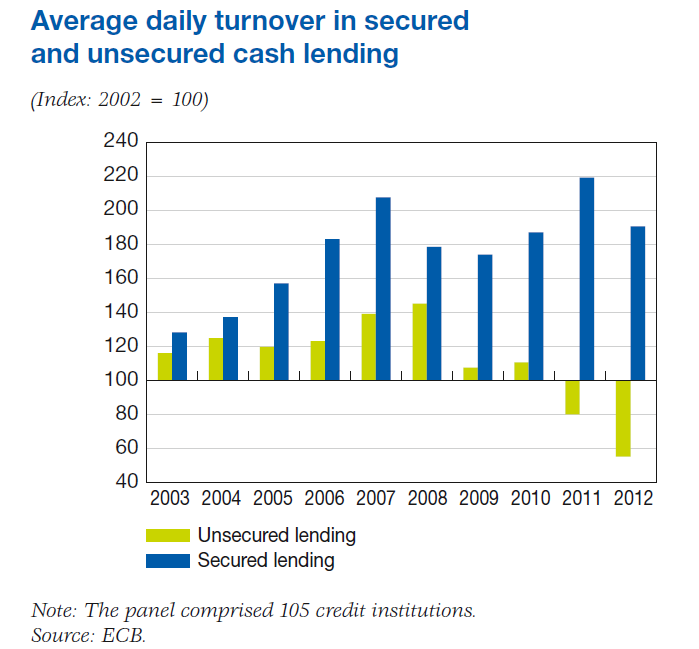 Average daily turnover in secured
and unsecured cash lending
(Index: 2002 = 100)
240
220
200
180
160
140
120
100
80
60
40
2003 2004 2005 2006 2007 2008 2009 2010 2011 2012
Unsecured lending
Secured lending
Note: The panel comprised 105 credit institutions.
Source: ECB.